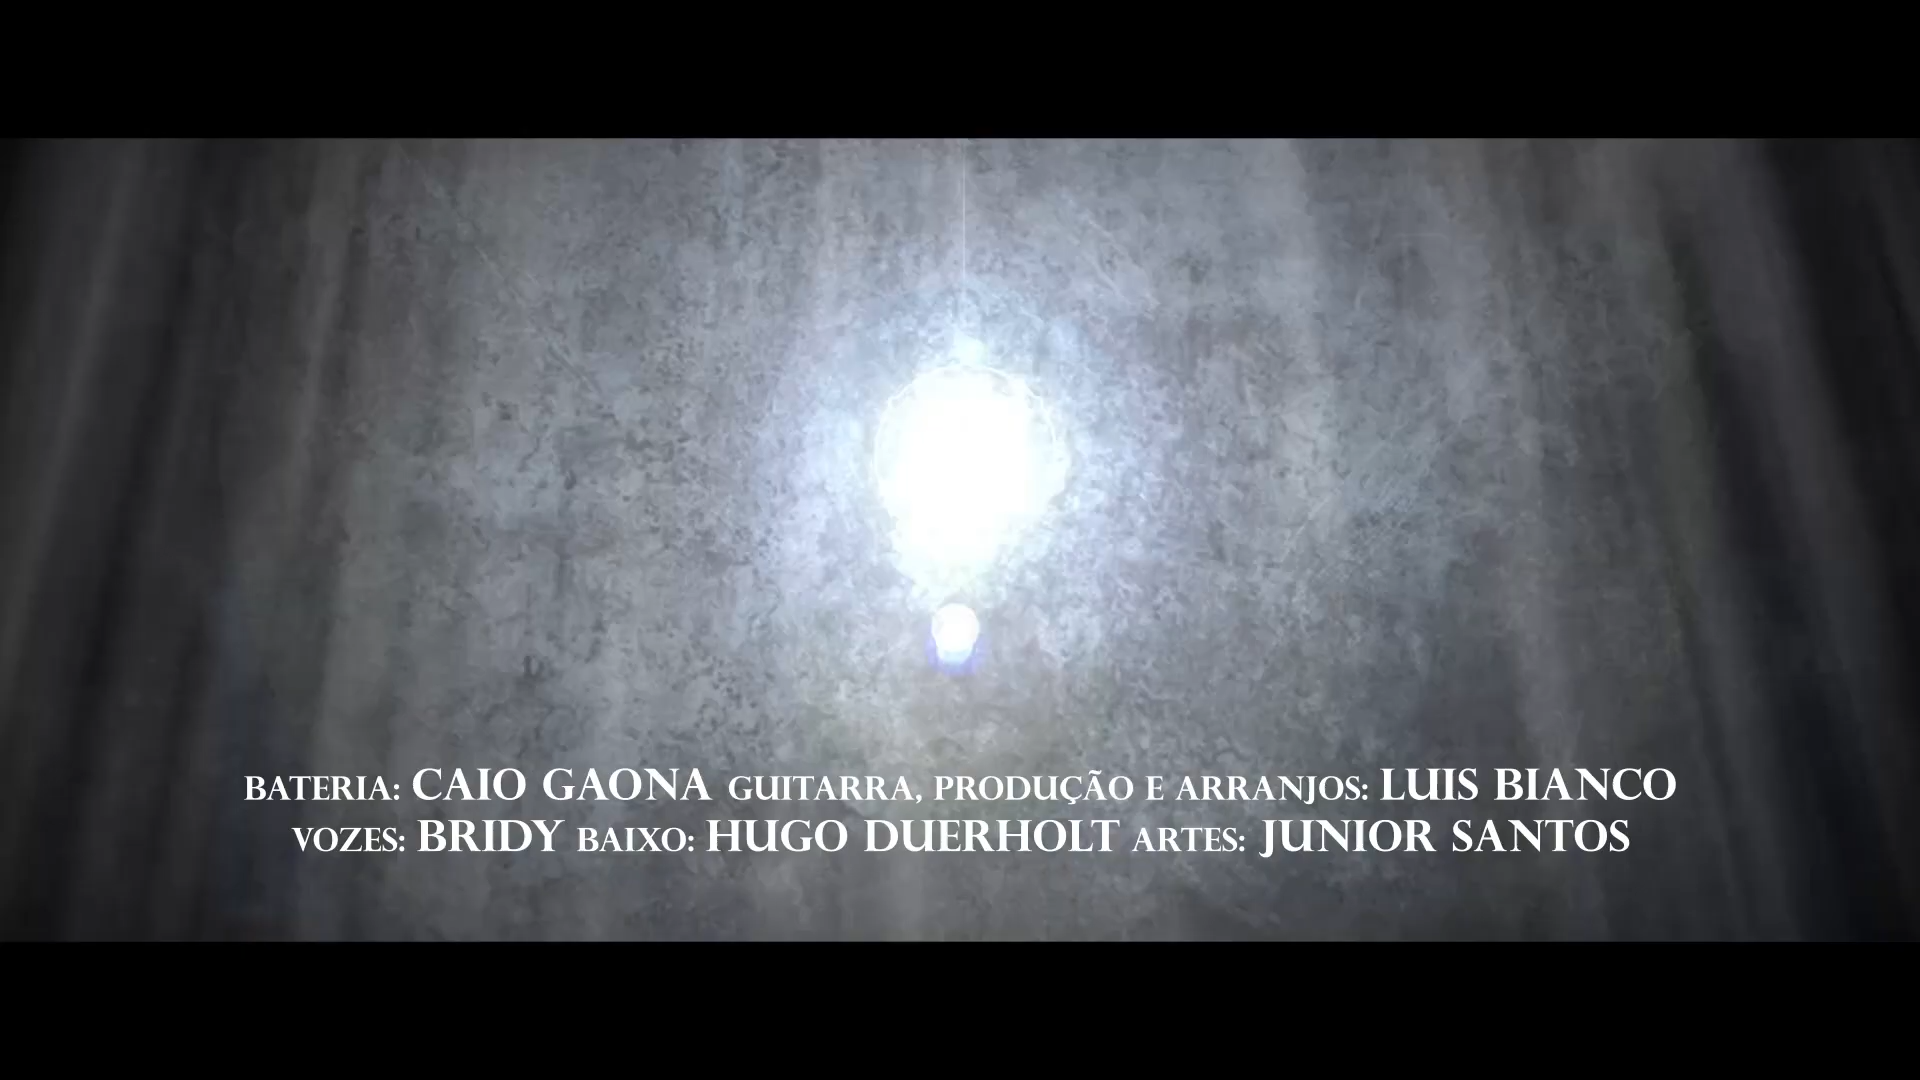 BATERIA: CAIO GAONA GUITARRA, PRODUÇÃO E ARRANJOS: LUIS BIANCO
VOZES: BRIDY BAIXO: HUGO DUERHOLT ARTES: JUNIOR SANTOS